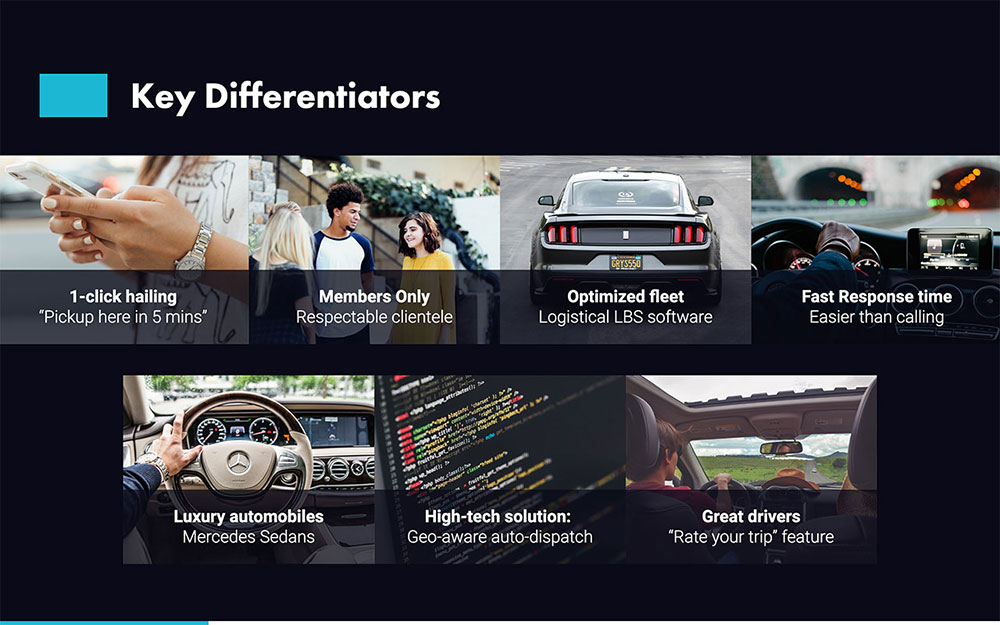 Key Differentiators
1-click hailing
“Pickup here in 5 mins”
Members Only
Respectable clientele
Optimized fleet
Logistical LBS software
GRYS550
Fast Response time
Easier than calling
Luxury automobiles
Mercedes Sedans
High-tech solution:
Geo-aware auto-dispatch
Great drivers
“Rate your trip” feature